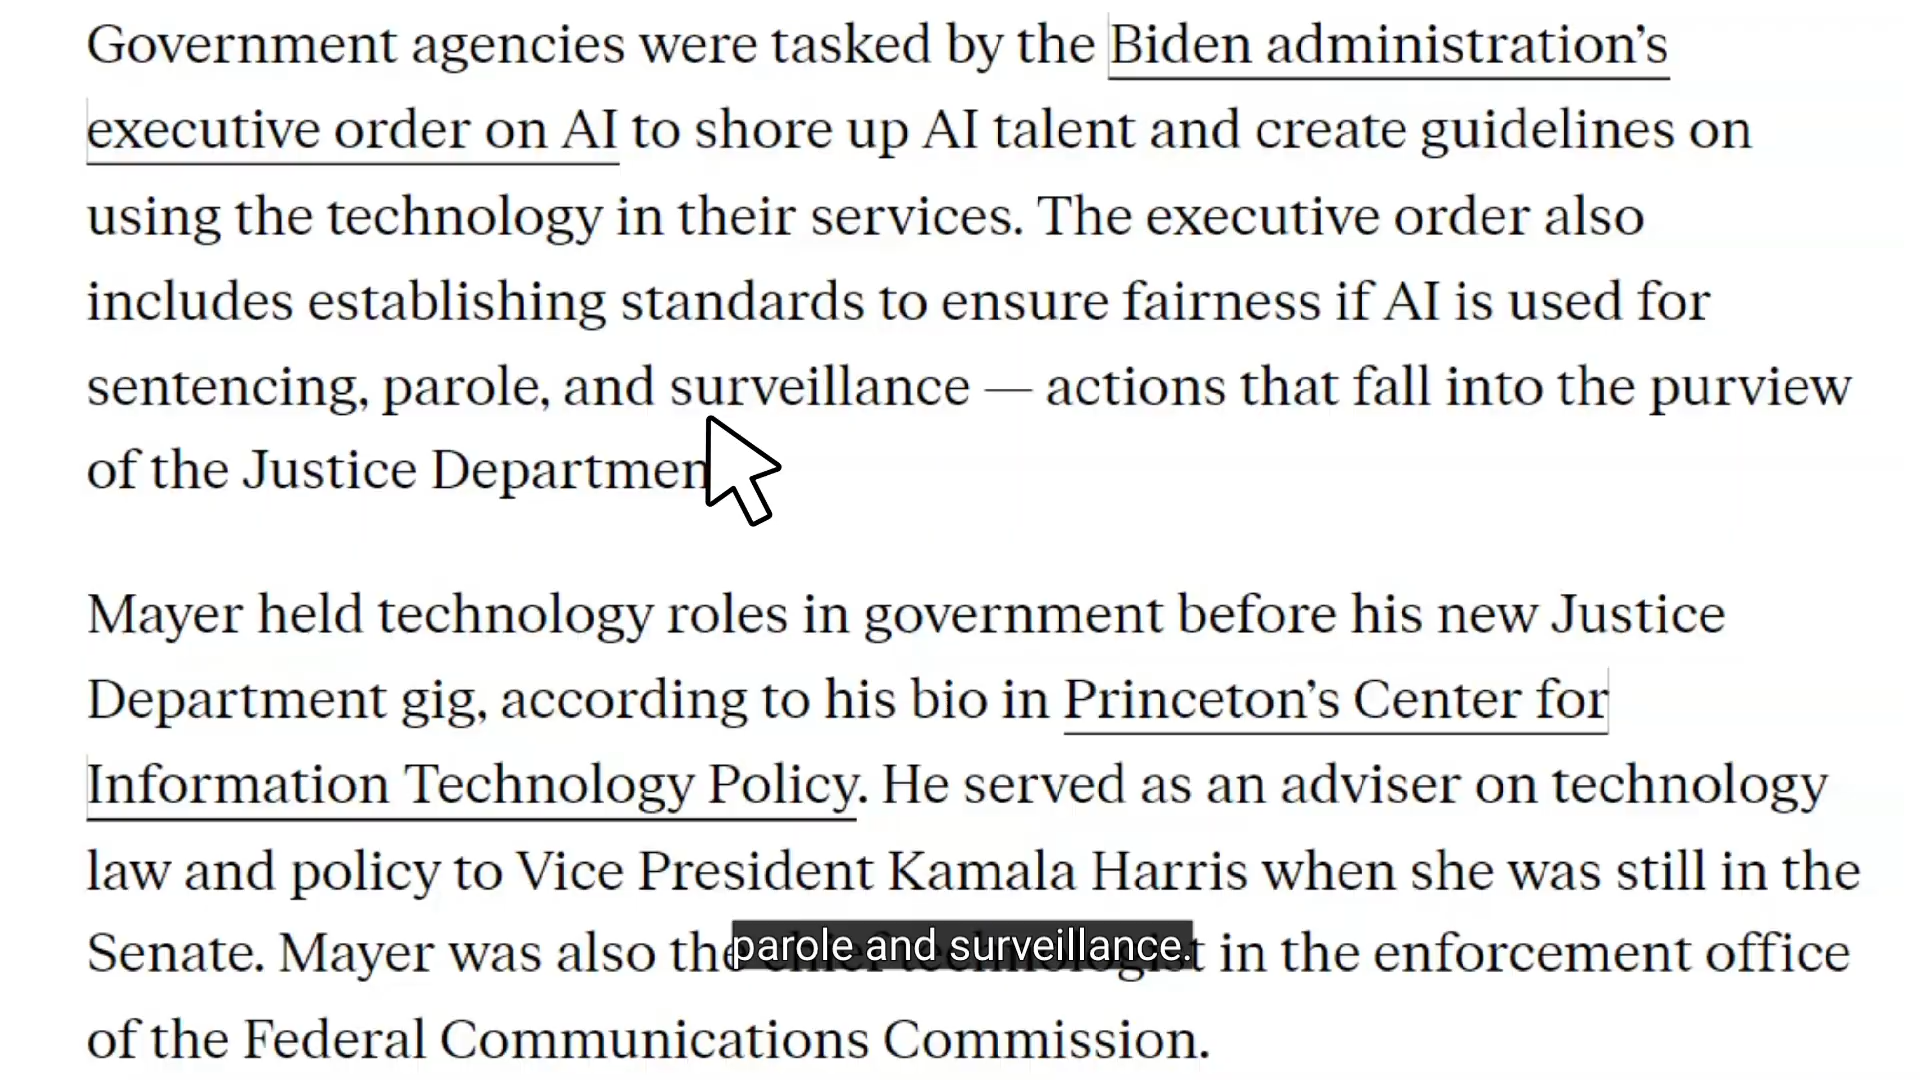 Government agencies were tasked by the Biden administration’s
executive order on AI to shore up AI talent and create guidelines on
using the technology in their services. The executive order also
includes establishing standards to ensure fairness if AI is used for
sentencing, parole, and surveillance — actions that fall into the purview
of the Justice Departmen
Mayer held technology roles in government before his new Justice
Department gig, according to his bio in Princeton’s Center for
Information Technology Policy. He served as an adviser on technology
law and policy to Vice President Kamala Harris when she was still in the
Senate. Mayer was also the chief technologist in the enforcement office
parole and surveillance.
of the Federal Communications Commission.